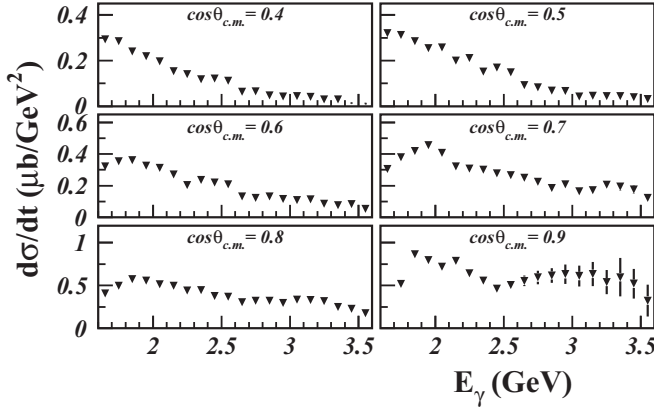 dσ/dt (μb/GeV²)
0.4
0.2
0
cosθc.m. = 0.4
cosθc.m. = 0.5
0.6
0.4
0.2
0
cosθc.m. = 0.6
cosθc.m. = 0.7
1
0.5
0
cosθc.m. = 0.8
cosθc.m. = 0.9
2 2.5 3 3.5 2 2.5 3 3.5
Eγ (GeV)